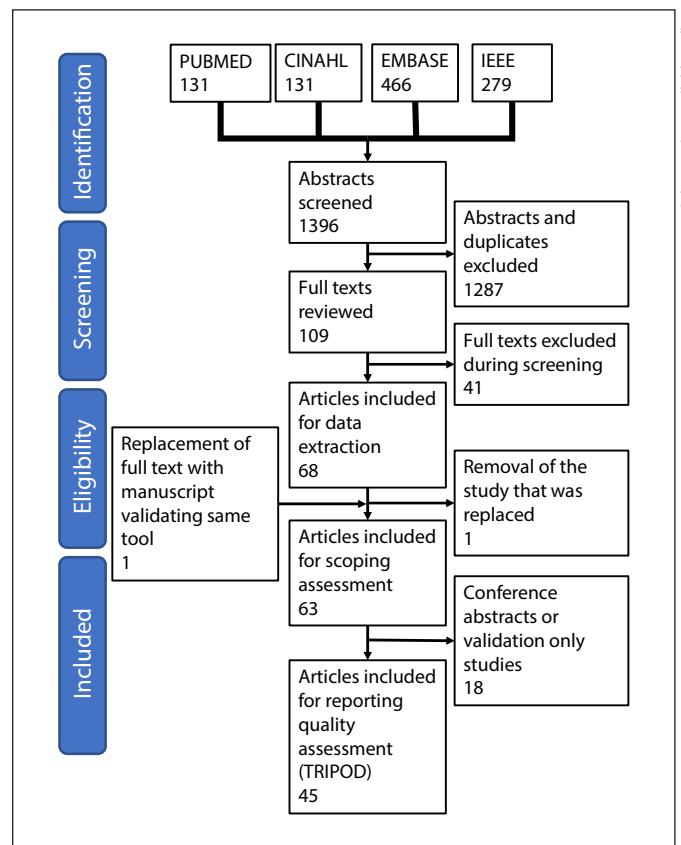 PUBMED
131
CINAHL
131
EMBASE
466
IEEE
279
Identification
Abstracts
screened
1396
Abstracts and
duplicates
excluded
1287
Screening
Full texts
reviewed
109
Full texts excluded
during screening
41
Eligibility
Articles included
for data
extraction
68
Replacement of
full text with
manuscript
validating same
tool
1
Removal of the
study that was
replaced
1
Articles included
for scoping
assessment
63
Included
Conference
abstracts or
validation only
studies
18
Articles included
for reporting
quality
assessment
(TRIPOD)
45